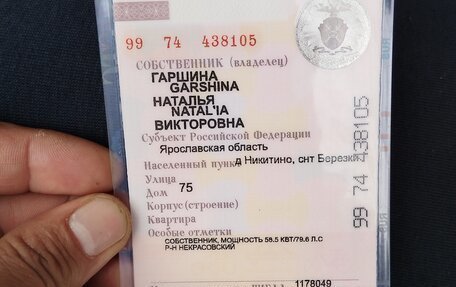 99 74 438105
СОБСТВЕННИК (владелец)
ГАРШИНА
GARSHINA
НАТАЛЬЯ
NATAL'IA
ВИКТОРОВНА
Субъект Российской Федерации
Ярославская область
Населенный пункт д Никитино, снт Березки
Улица
Дом 75
Корпус (строение)
Квартира
Особые отметки
СОБСТВЕННИК, МОЩНОСТЬ 58.5 КВТ/79.6 Л.С
Р-Н НЕКРАСОВСКИЙ
1178049
99 74 438105